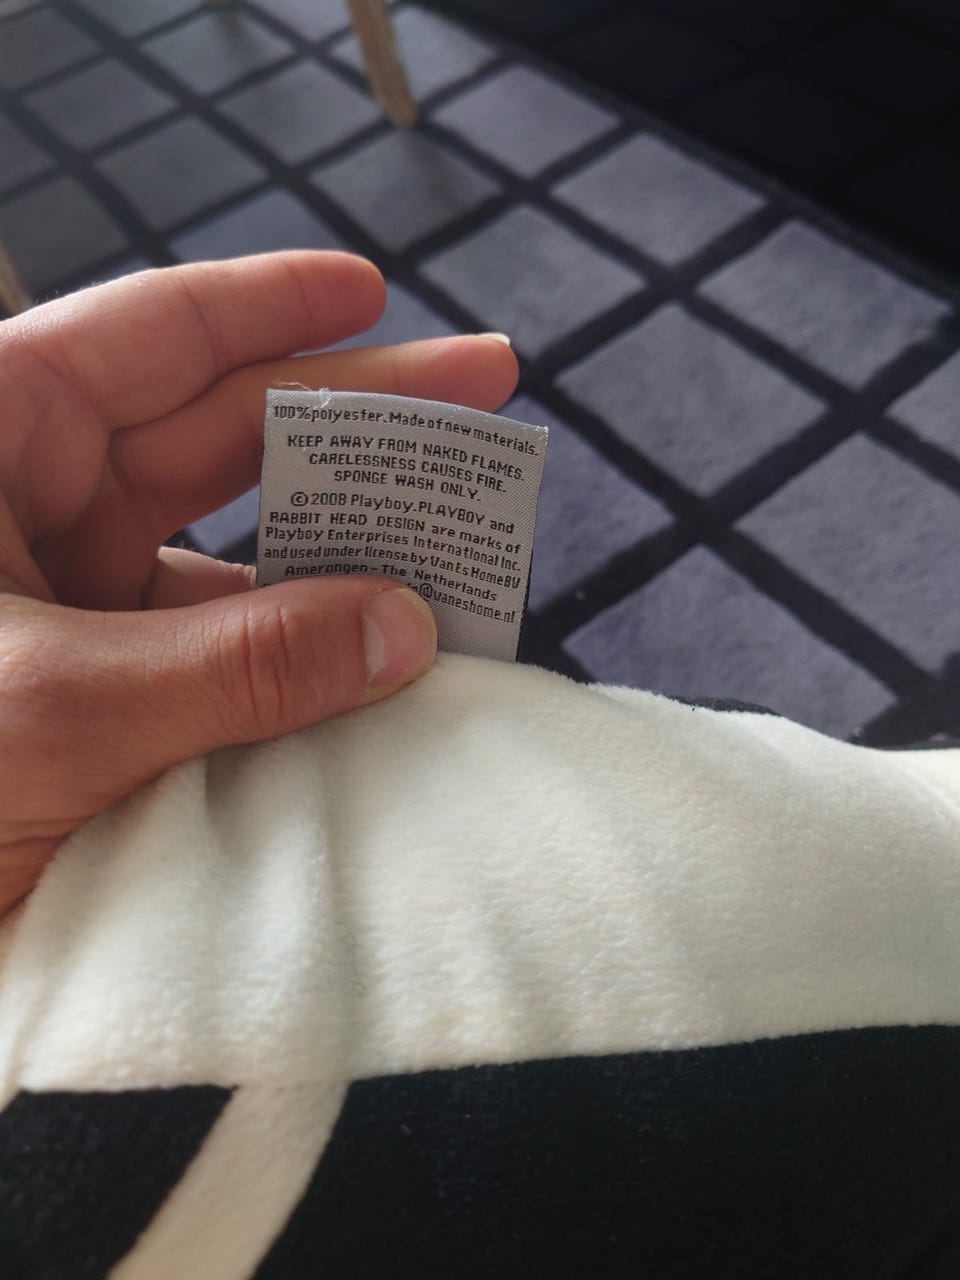 100%polyester.Made of new materials.
KEEP AWAY FROM NAKED FLAMES.
CARELESSNESS CAUSES FIRE.
SPONGE WASH ONLY.
©2008 Playboy.PLAYBOY and
RABBIT HEAD DESIGN are marks of
Playboy Enterprises International Inc.
and used under license by Van Es Home BV
Amerongen - The Netherlands
@vaneshome.nl